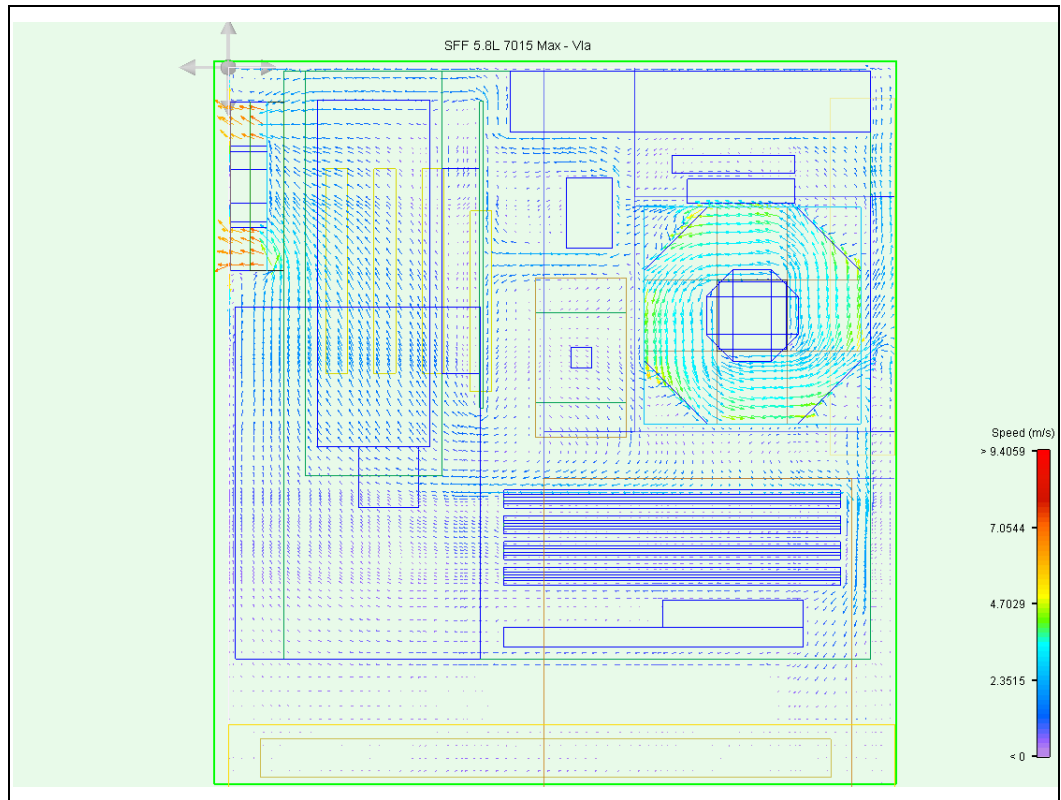 SFF 5.8L 7015 Max - Vla
Speed (m/s)
> 9.4059
7.0544
4.7029
2.3515
< 0